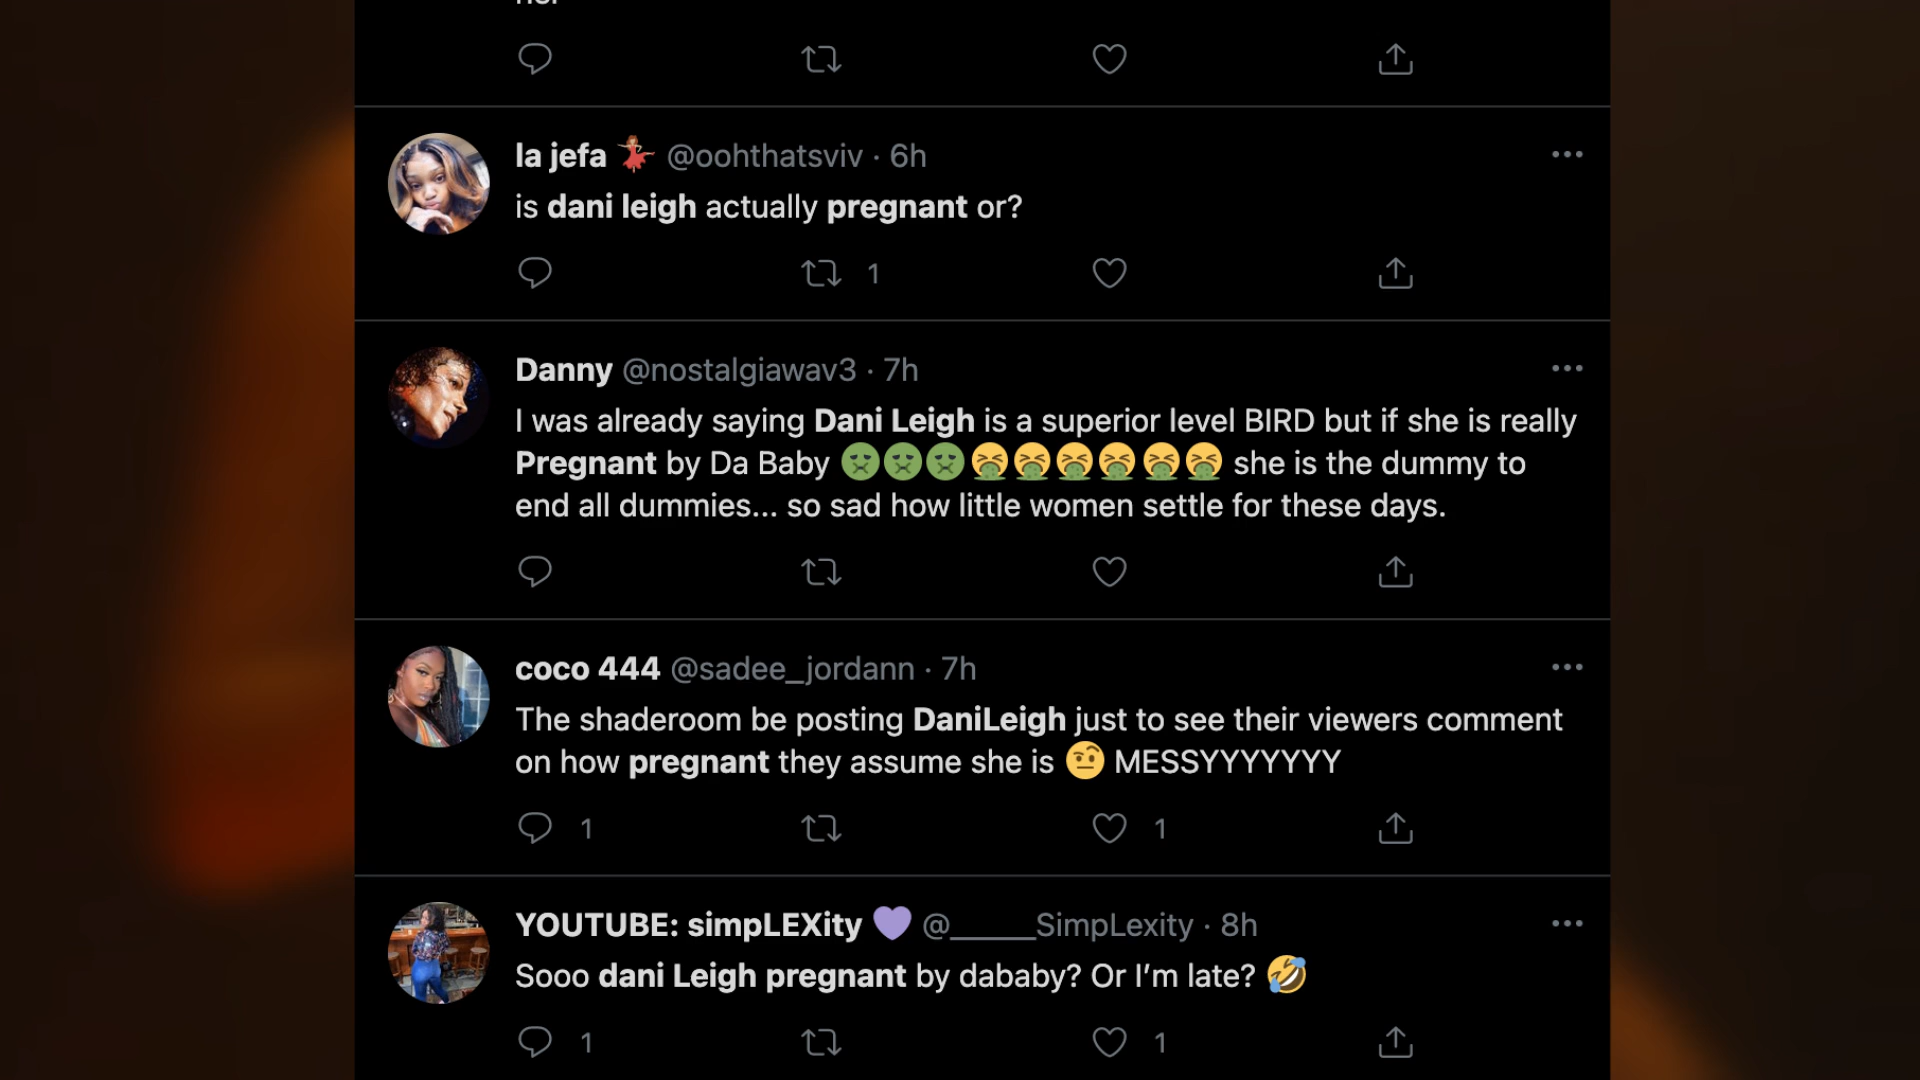 la jefa 💃 @oohthatsviv · 6h
is dani leigh actually pregnant or?
1
Danny @nostalgiawav3 · 7h
I was already saying Dani Leigh is a superior level BIRD but if she is really
Pregnant by Da Baby 🤢🤢🤢🤮🤮🤮🤮🤮🤮 she is the dummy to
end all dummies... so sad how little women settle for these days.
coco 444 @sadee_jordann · 7h
The shaderoom be posting DaniLeigh just to see their viewers comment
on how pregnant they assume she is 🤨 MESSYYYYYYY
1 1
YOUTUBE: simpLEXity 💜 @_____SimpLexity · 8h
Sooo dani Leigh pregnant by dababy? Or I’m late? 🤣
1 1